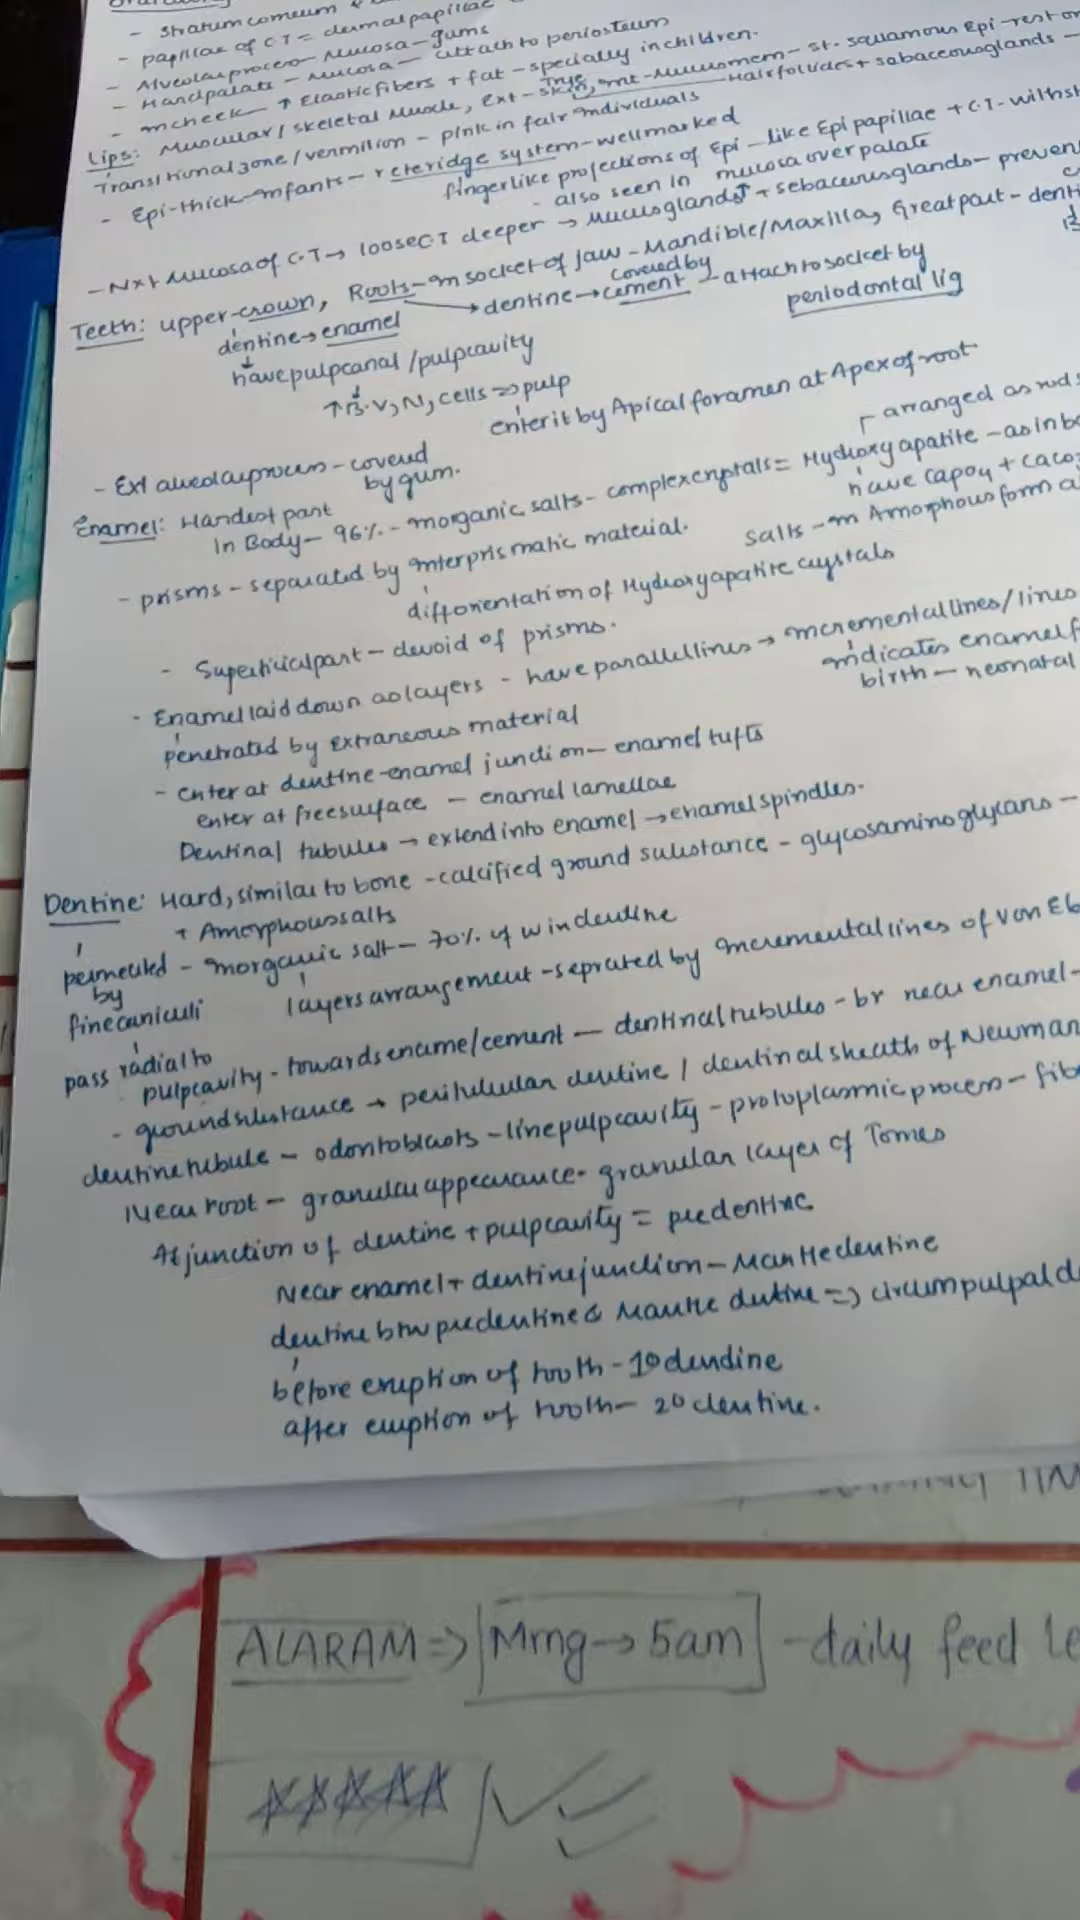 - stratum corneum
- papillae of CT = dermal papillae
- Alveolar process - Mucosa - gums
- Hard palate - Mucosa - attach to periosteum
- In cheek - ↑ Elastic fibers + fat - specially in children.
Lips: Muscular / skeletal Muscle, Ext - skin, int - Mucus mem - st. squamous Epi - rest on
Hair follicles + sabaceous glands -
Transitional zone / vermilion - pink in fair individuals
- Epi - thick - infants - reteridge system - well marked
fingerlike projections of Epi - like Epi papillae + C.T -
- also seen in mucosa over palate
- Nxt Mucosa of C.T → loose C.T deeper → Mucus glands + sebaceous glands - preven
Teeth: upper - crown, Roots - in socket of jaw - Mandible/Maxilla, Great part - denti
dentine → enamel → dentine → covered by cement - attach to socket by
periodontal lig
have pulp canal / pulp cavity
↑ B.V, N, cells => pulp
enter it by Apical foramen at Apex of root
- Ext alveolar process - covered by gum.
arranged as rods
Enamel: Hardest part
In Body - 96% - inorganic salts - complex crystals = Hydroxyapatite - as in bo
have capo4 + caco3
salts - in Amorphous form a
- prisms - separated by interprismatic material.
diff orientation of Hydroxyapatite crystals
- Superficial part - devoid of prisms.
- Enamel laid down as layers - have parallel lines → incremental lines / lines
indicates enamel f
birth - neonatal
penetrated by Extraneous material
- enter at dentine-enamel junction - enamel tufts
enter at free surface - enamel lamellae
Dentinal tubules → extend into enamel → enamel spindles.
Dentine: Hard, similar to bone - calcified ground substance - glycosaminoglycans -
+ Amorphous salts
permeated by fine caniculi - inorganic salt - 70% of w in dentine
layers arrangement - seprated by incremental lines of Von Eb
pass radial to
pulp cavity - towards enamel/cement - dentinal tubules - br near enamel -
- ground substance → peritubular dentine / dentinal sheath of Newman
dentine tubule - odontoblasts - line pulp cavity - protoplasmic process - fib
Near root - granular appearance - granular layer of Tomes
At junction of dentine + pulp cavity = predentine
Near enamel + dentine junction - Mantle dentine
dentine btw predentine & Mantle dentine => circumpulpal d
before eruption of tooth - 1° dendine
after euption of tooth - 2° dentine.
ALARAM => Mrng → 5am - daily feed